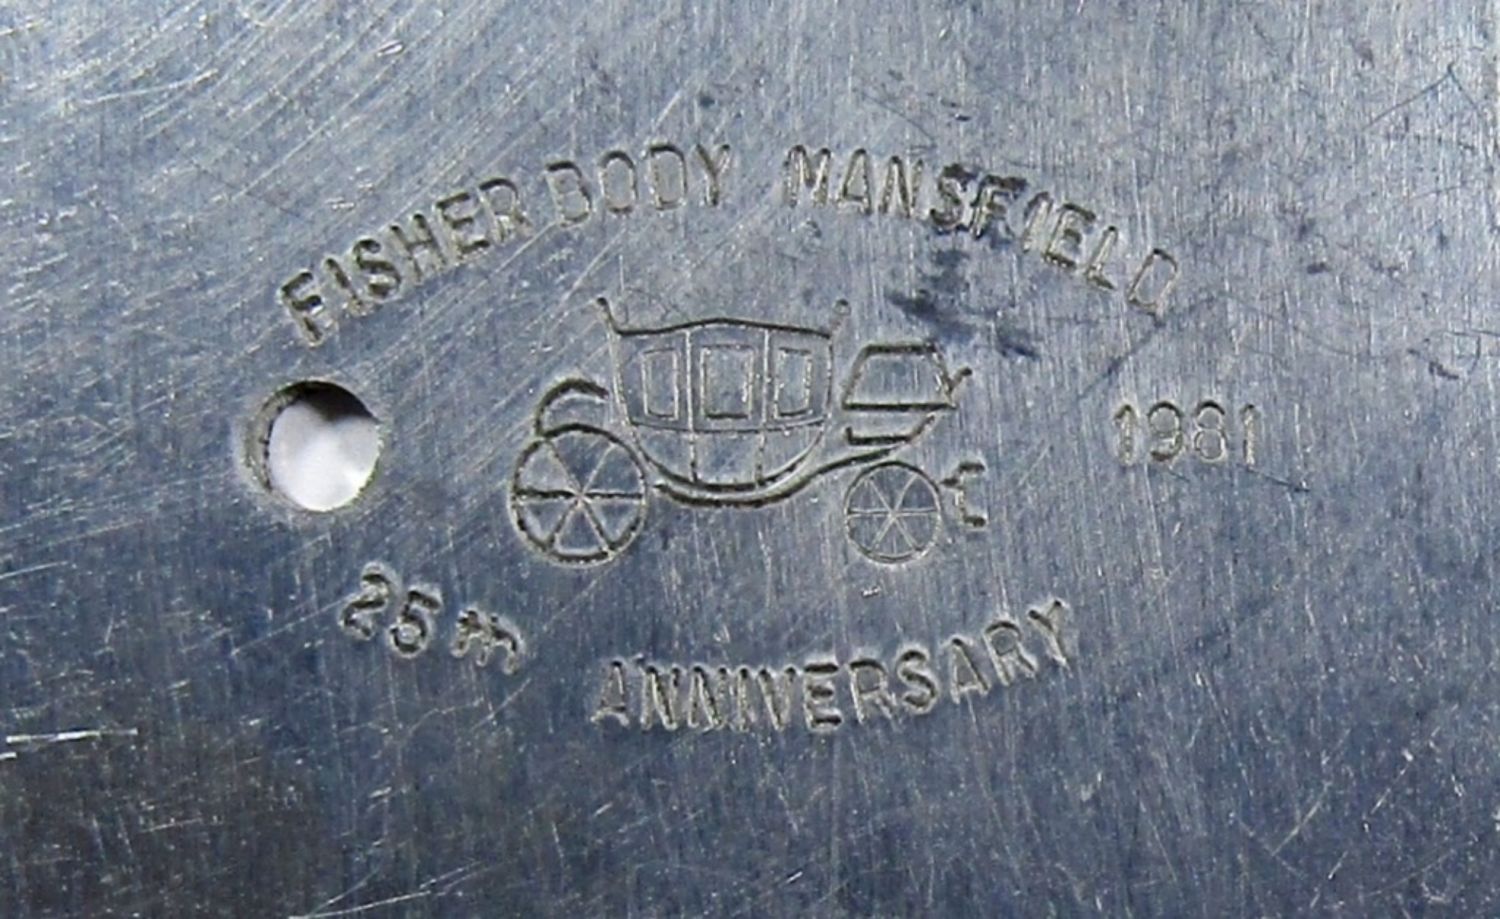 FISHER BODY MANSFIELD
1981
25th
ANNIVERSARY